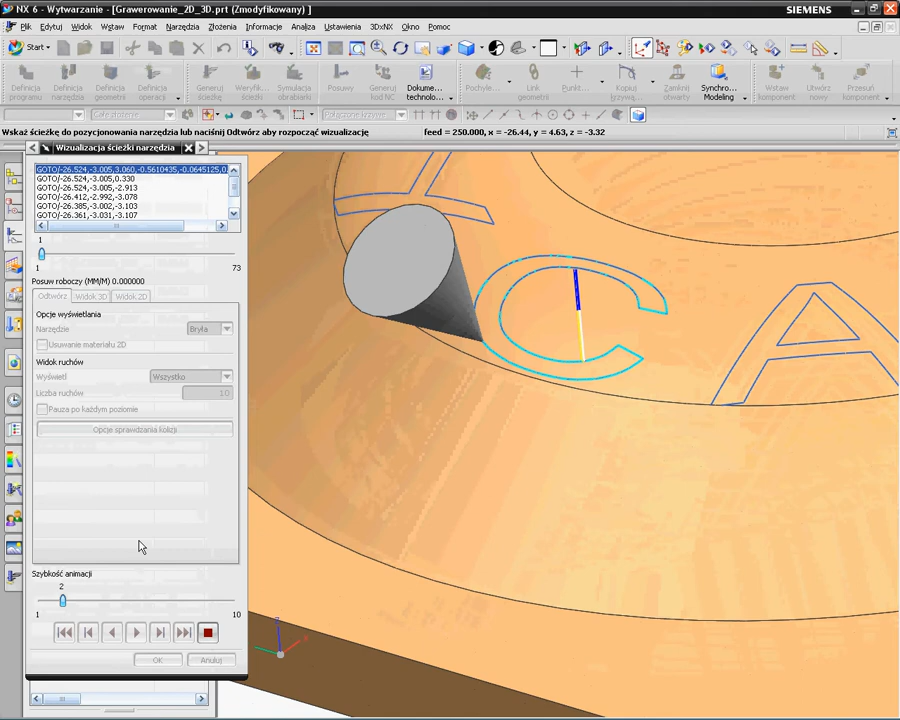 NX 6 - Wytwarzanie - [Grawerowanie_2D_3D.prt (Zmodyfikowany) ]
SIEMENS
Plik Edytuj Widok Wstaw Format Narzędzia Złożenia Informacje Analiza Ustawienia 3DxNX Okno Pomoc
Start
Definicja programu
Definicja narzędzia
Definicja geometrii
Definicja operacji
Generuj ścieżkę
Weryfik... ścieżki
Symulacja obrabiarki
Posuwy
Generuj kod NC
Dokume... technolo...
Pochyle...
Link geometrii
Punkt...
Kopiuj krzywą,...
Zamknij otwarty
Synchro... Modeling
Wstaw komponent
Utwórz nowy
Przesuń komponent
Całe złożenie
Połączone krzywe
Wskaż ścieżkę do pozycjonowania narzędzia lub naciśnij Odtwórz aby rozpocząć wizualizację
feed = 250.000, x = -26.44, y = 4.63, z = -3.32
Wizualizacja ścieżki narzędzia
GOTO/-26.524,-3.005,3.060,-0.5610435,-0.0645125,0
GOTO/-26.524,-3.005,0.330
GOTO/-26.524,-3.005,-2.913
GOTO/-26.412,-2.992,-3.078
GOTO/-26.385,-3.002,-3.103
GOTO/-26.361,-3.031,-3.107
1
1 73
Posuw roboczy (MM/M) 0.000000
Odtwórz Widok 3D Widok 2D
Opcje wyświetlania
Narzędzie Bryła
Usuwanie materiału 2D
Widok ruchów
Wyświetl Wszystko
Liczba ruchów 10
Pauza po każdym poziomie
Opcje sprawdzania kolizji
Szybkość animacji
2
1 10
OK Anuluj
C
A